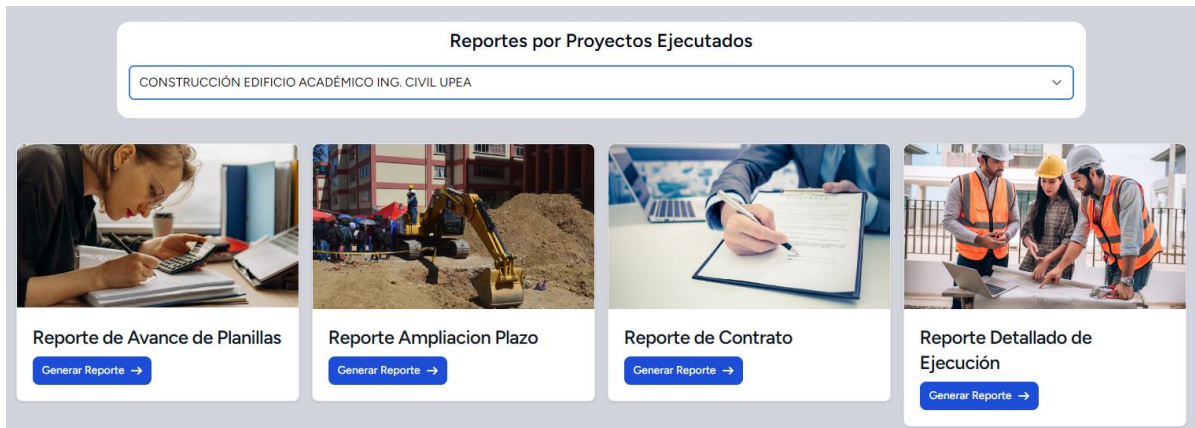 Reportes por Proyectos Ejecutados
CONSTRUCCIÓN EDIFICIO ACADÉMICO ING. CIVIL UPEA
Reporte de Avance de Planillas
Generar Reporte →
Reporte Ampliacion Plazo
Generar Reporte →
CONTRACT
Reporte de Contrato
Generar Reporte →
Reporte Detallado de
Ejecución
Generar Reporte →